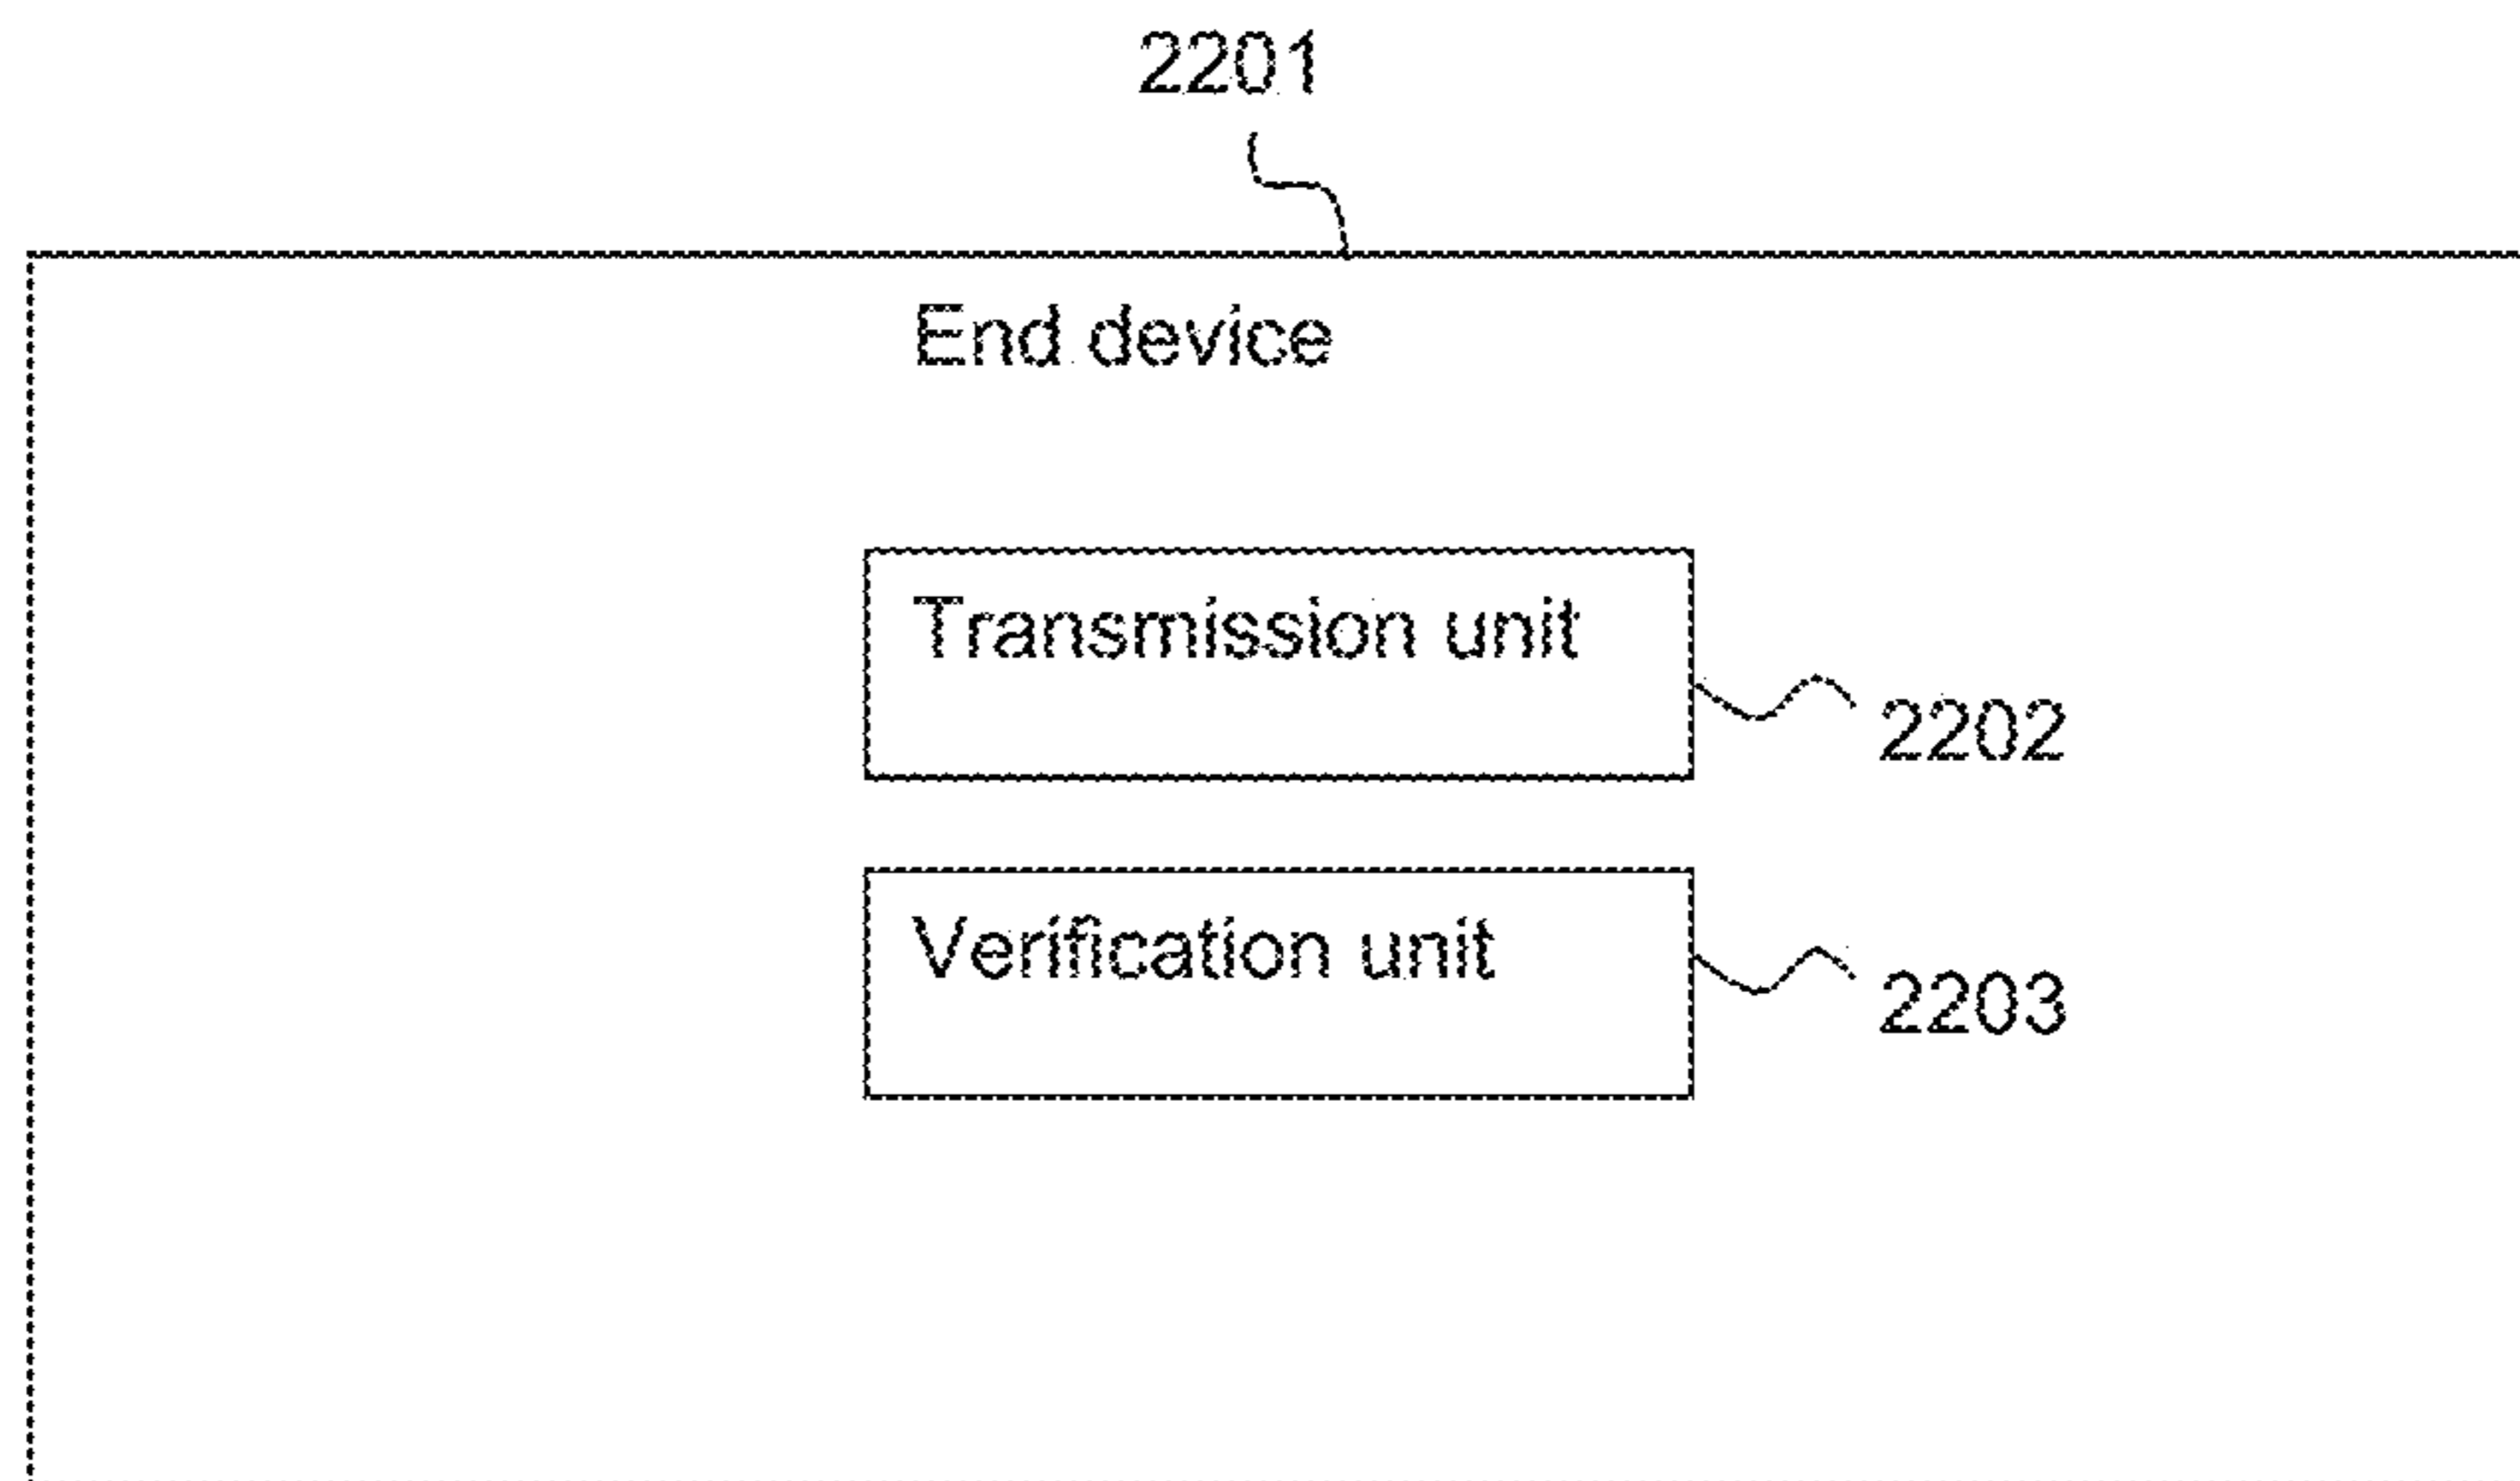 2201
End device
Transmission unit
2202
Verification unit
2203